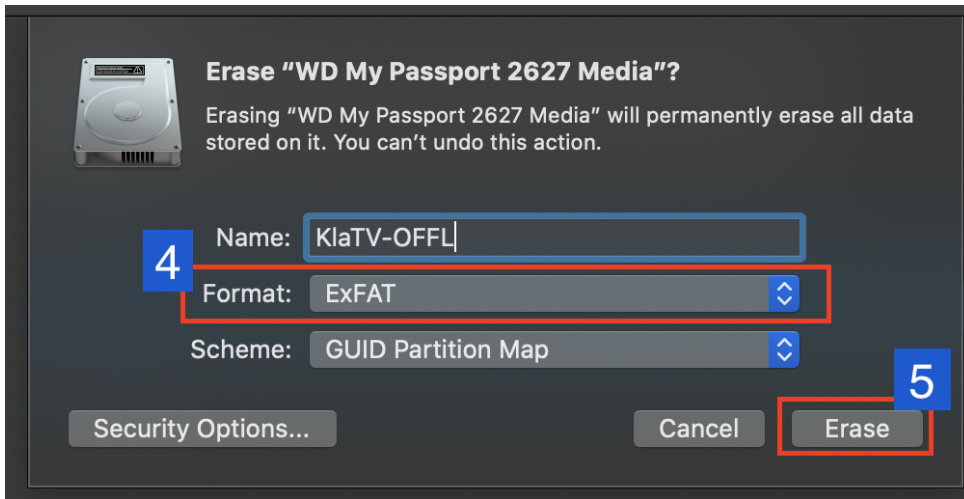 Erase “WD My Passport 2627 Media”?
Erasing “WD My Passport 2627 Media” will permanently erase all data
stored on it. You can’t undo this action.
Name: KlaTV-OFFL
4
Format: ExFAT
Scheme: GUID Partition Map
5
Security Options... Cancel Erase